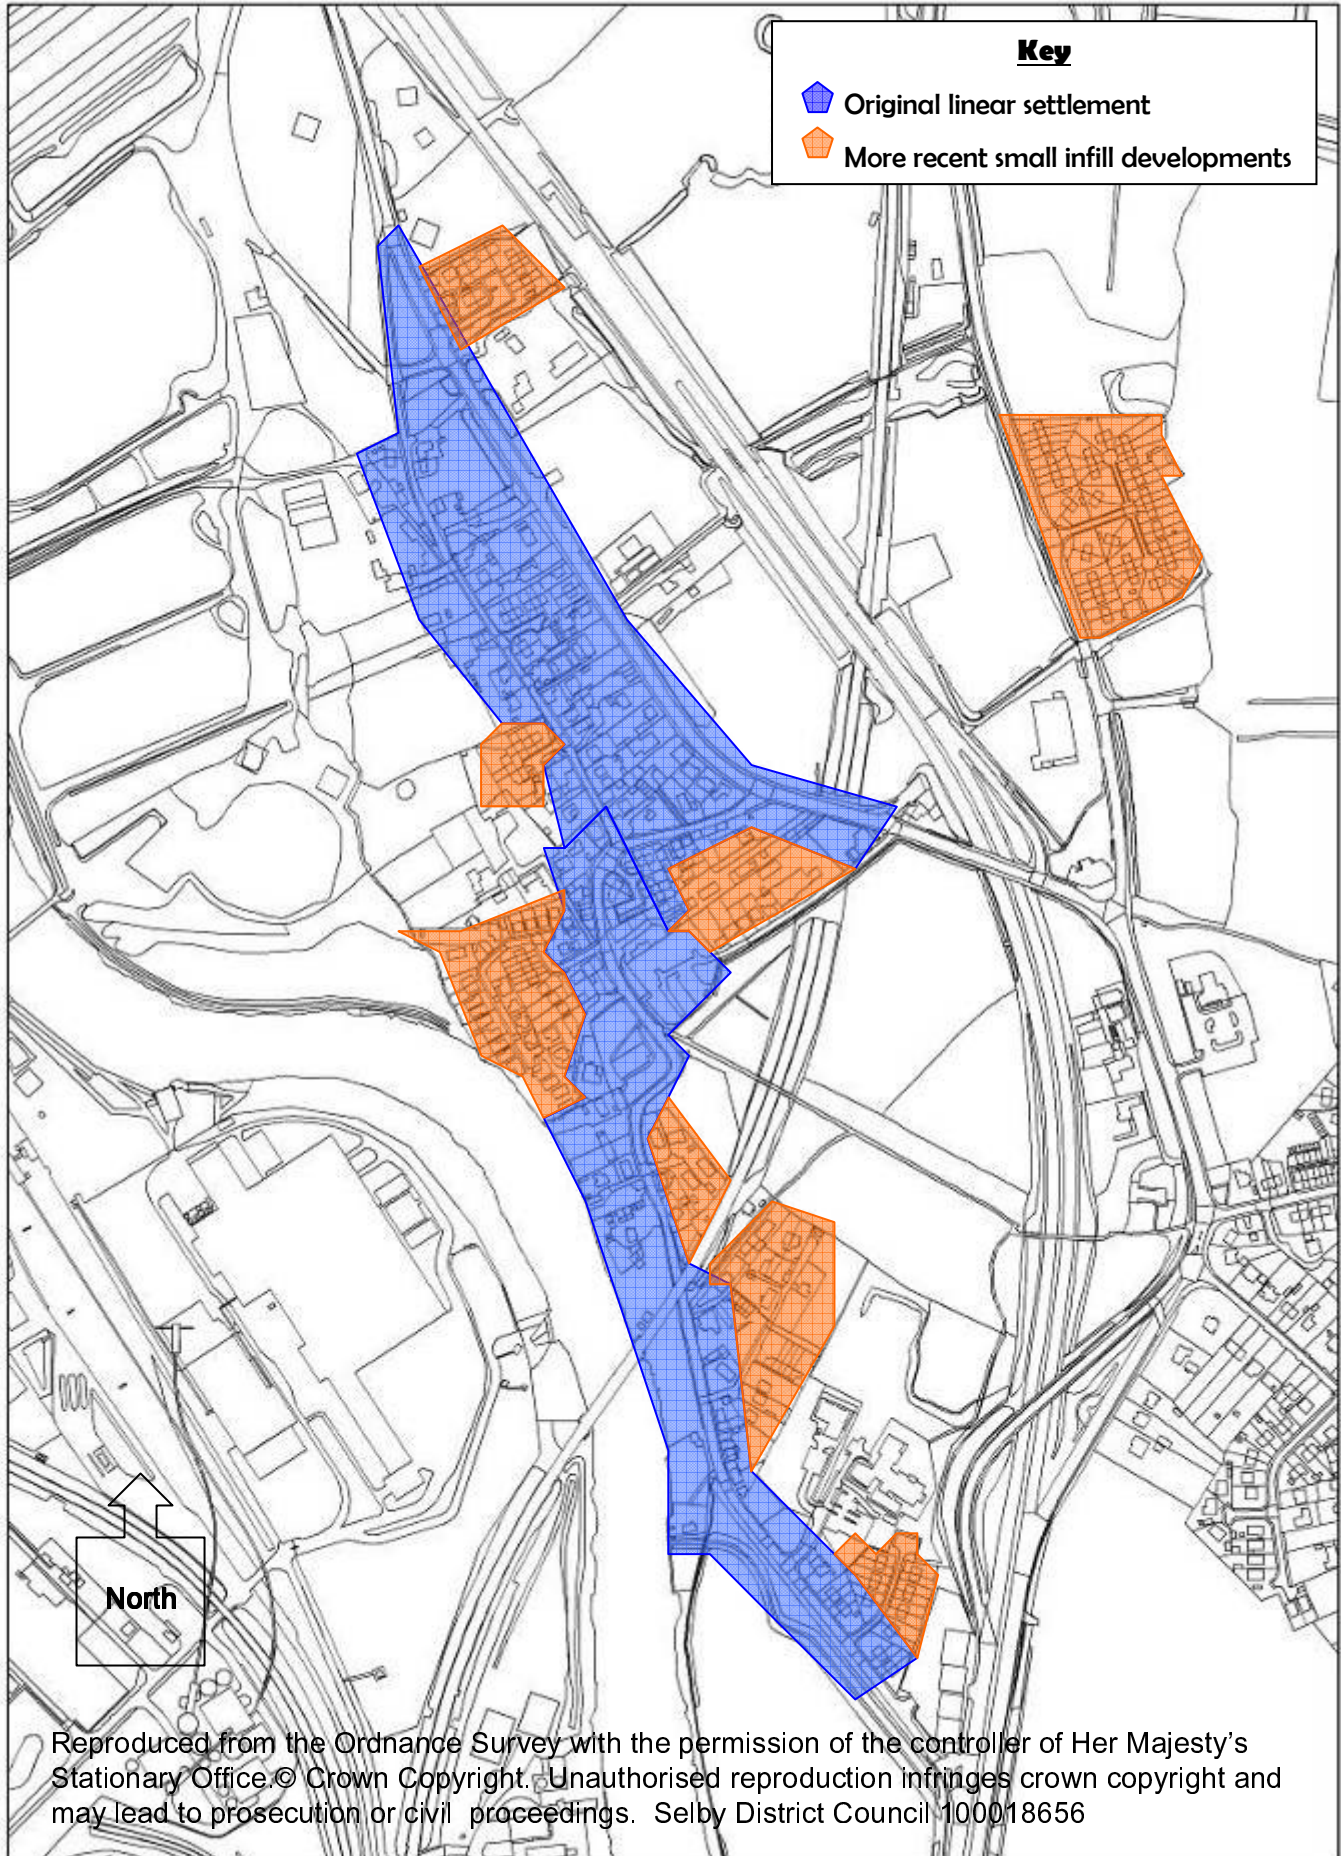 Key
Original linear settlement
More recent small infill developments
North
Reproduced from the Ordnance Survey with the permission of the controller of Her Majesty's
Stationary Office.© Crown Copyright. Unauthorised reproduction infringes crown copyright and
may lead to prosecution or civil proceedings. Selby District Council 100018656